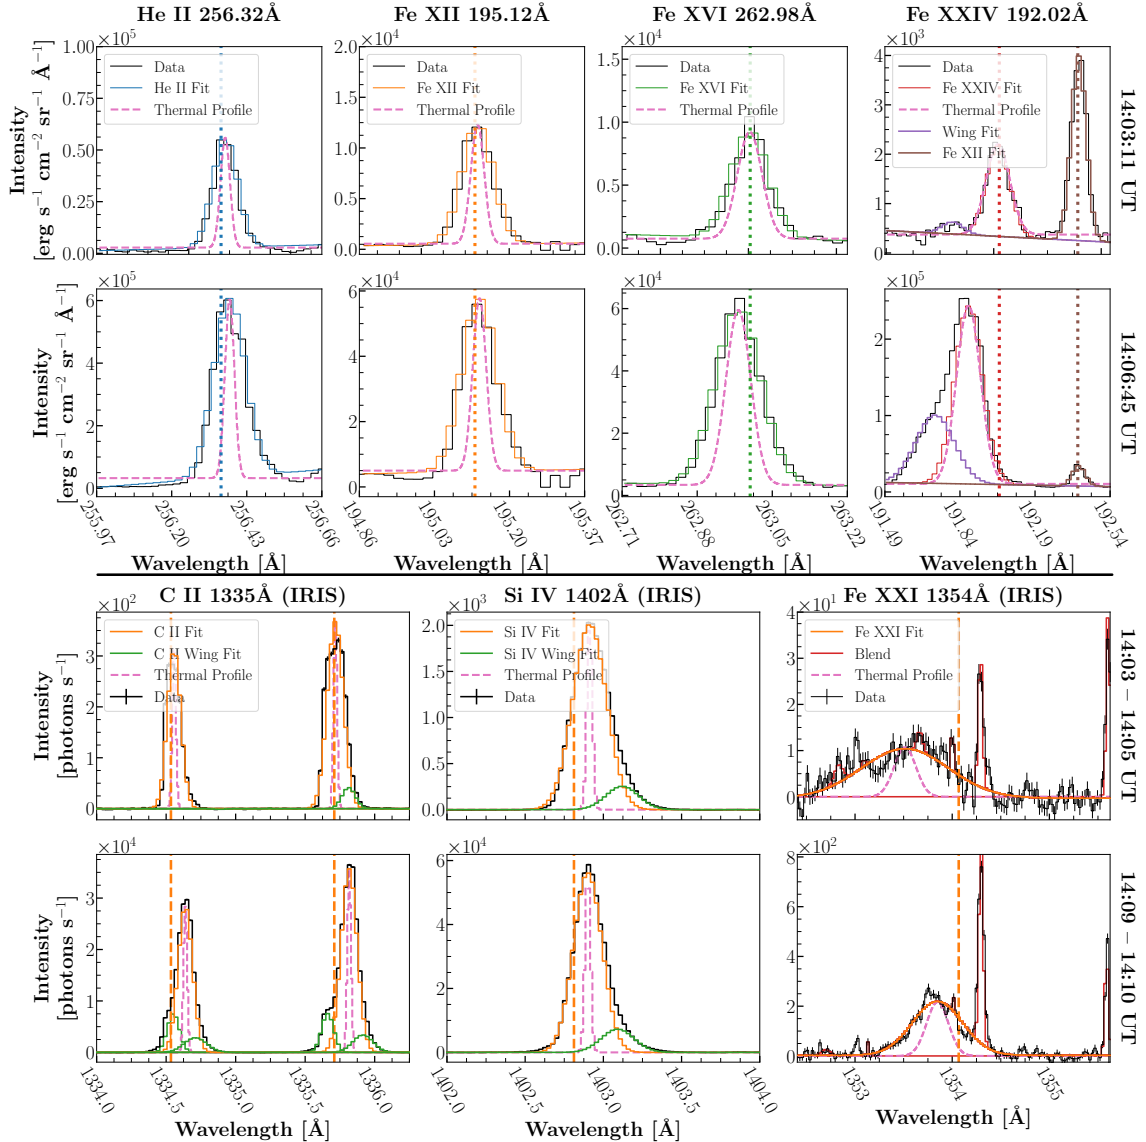 He II 256.32Å
Fe XII 195.12Å
Fe XVI 262.98Å
Fe XXIV 192.02Å
×10⁵
1.00
0.75
0.50
0.25
0.00
Intensity
[erg s⁻¹ cm⁻² sr⁻¹ Å⁻¹]
Data
He II Fit
Thermal Profile
×10⁴
2.0
1.5
1.0
0.5
0.0
Data
Fe XII Fit
Thermal Profile
×10⁴
1.5
1.0
0.5
0.0
Data
Fe XVI Fit
Thermal Profile
×10³
4
3
2
1
0
Data
Fe XXIV Fit
Thermal Profile
Wing Fit
Fe XII Fit
14:03:11 UT
×10⁵
6
4
2
0
Intensity
[erg s⁻¹ cm⁻² sr⁻¹ Å⁻¹]
255.97
256.20
256.43
256.66
Wavelength [Å]
×10⁴
6
4
2
0
194.86
195.03
195.20
195.37
Wavelength [Å]
×10⁴
6
4
2
0
262.71
262.88
263.05
263.22
Wavelength [Å]
×10⁵
2
1
0
191.49
191.84
192.19
192.54
Wavelength [Å]
14:06:45 UT
C II 1335Å (IRIS)
Si IV 1402Å (IRIS)
Fe XXI 1354Å (IRIS)
×10²
3
2
1
0
Intensity
[photons s⁻¹]
C II Fit
C II Wing Fit
Thermal Profile
Data
×10³
2.0
1.5
1.0
0.5
0.0
Si IV Fit
Si IV Wing Fit
Thermal Profile
Data
×10¹
4
3
2
1
0
Fe XXI Fit
Blend
Thermal Profile
Data
14:03 – 14:05 UT
×10⁴
3
2
1
0
Intensity
[photons s⁻¹]
1334.0
1334.5
1335.0
1335.5
1336.0
Wavelength [Å]
×10⁴
6
4
2
0
1402.0
1402.5
1403.0
1403.5
1404.0
Wavelength [Å]
×10²
8
6
4
2
0
1353
1354
1355
Wavelength [Å]
14:09 – 14:10 UT